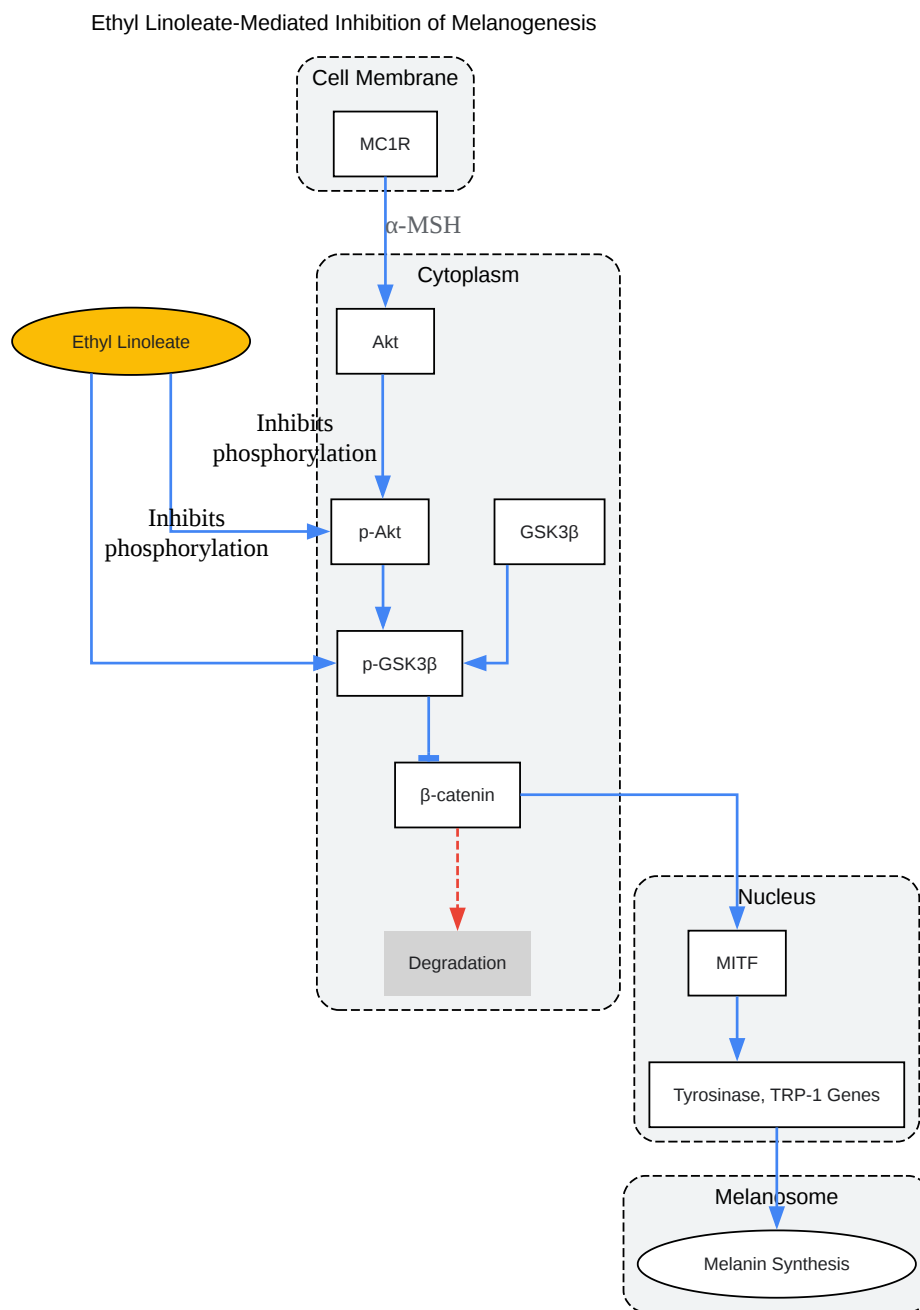 Ethyl Linoleate-Mediated Inhibition of Melanogenesis
Cell Membrane
MC1R
α-MSH
Cytoplasm
Ethyl Linoleate
Akt
Inhibits
phosphorylation
Inhibits
phosphorylation
p-Akt
GSK3β
p-GSK3β
β-catenin
Nucleus
Degradation
MITF
Tyrosinase, TRP-1 Genes
Melanosome
Melanin Synthesis